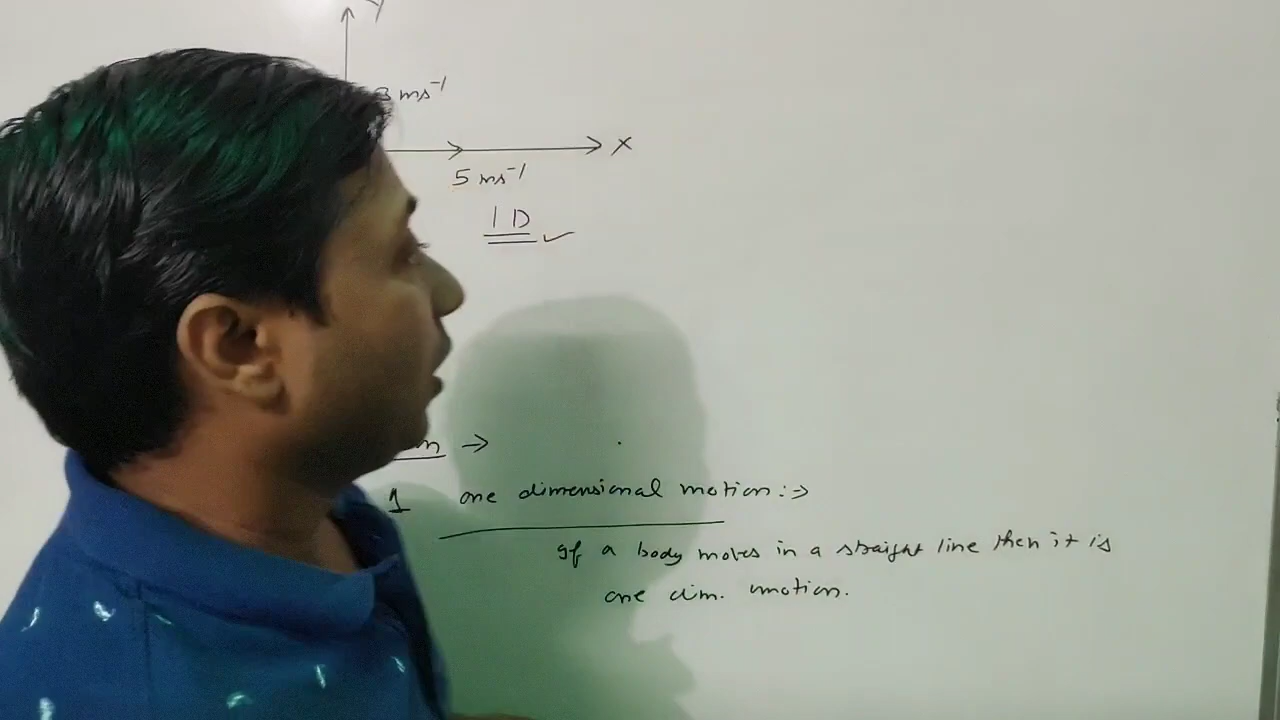 Y
3 ms⁻¹
X
5 ms⁻¹
1 D ✓
→
1 one dimensional motion :→
If a body moves in a straight line then it is
one dim. motion.